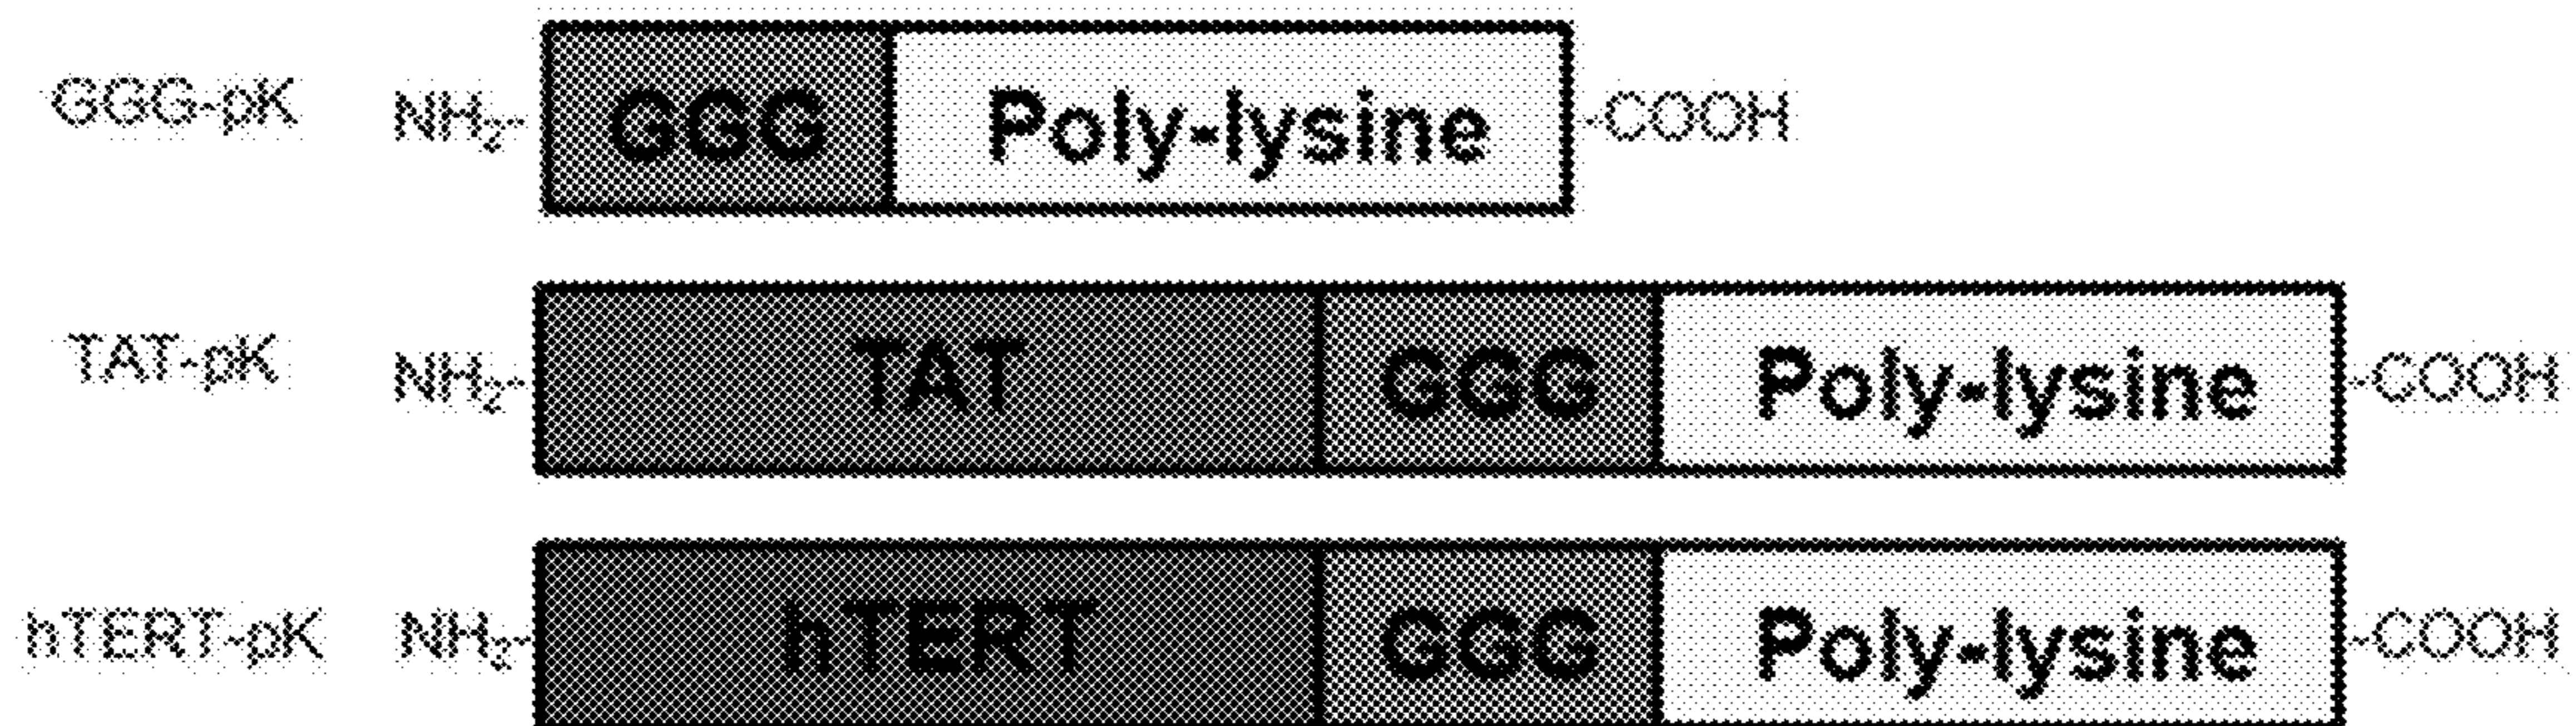 GGG-pK NH2- GGG Poly-lysine -COOH
TAT-pK NH2- TAT GGG Poly-lysine -COOH
hTERT-pK NH2- hTERT GGG Poly-lysine -COOH